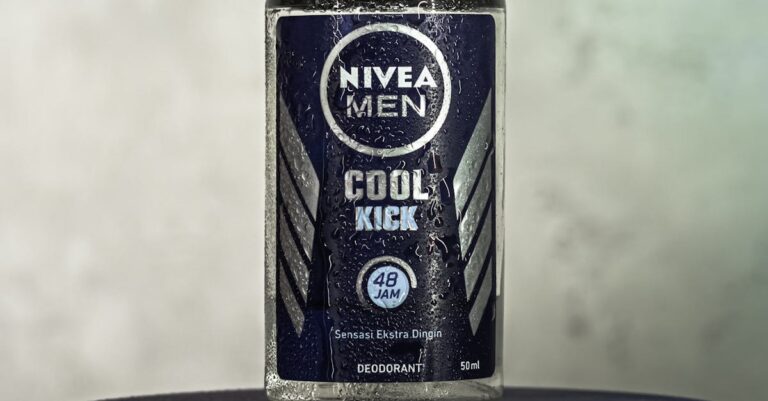 NIVEA
MEN
COOL
KICK
48
JAM
Sensasi Ekstra Dingin
DEODORANT
50ml